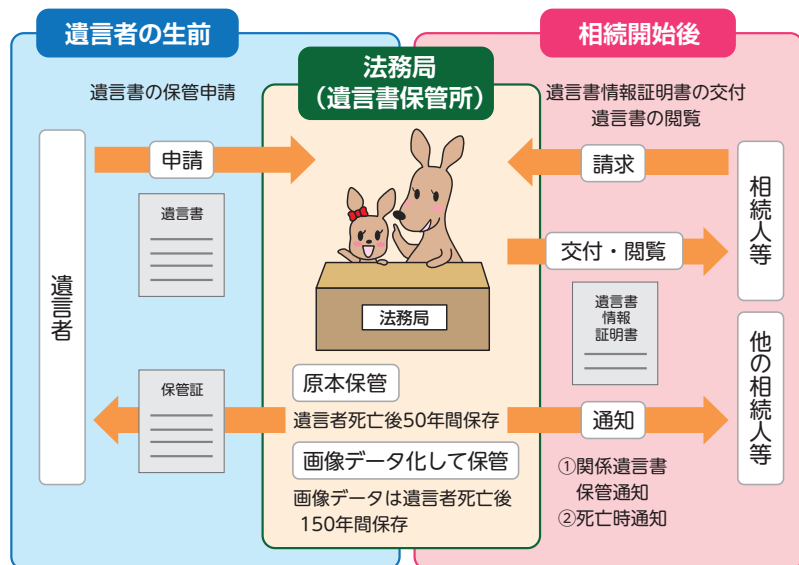 遺言者の生前
遺言書の保管申請
申請
遺言書
遺言者
保管証
法務局
（遺言書保管所）
法務局
原本保管
遺言者死亡後50年間保存
画像データ化して保管
画像データは遺言者死亡後
150年間保存
相続開始後
遺言書情報証明書の交付
遺言書の閲覧
請求
相続人等
交付・閲覧
遺言書
情報
証明書
通知
他の相続人等
①関係遺言書
保管通知
②死亡時通知